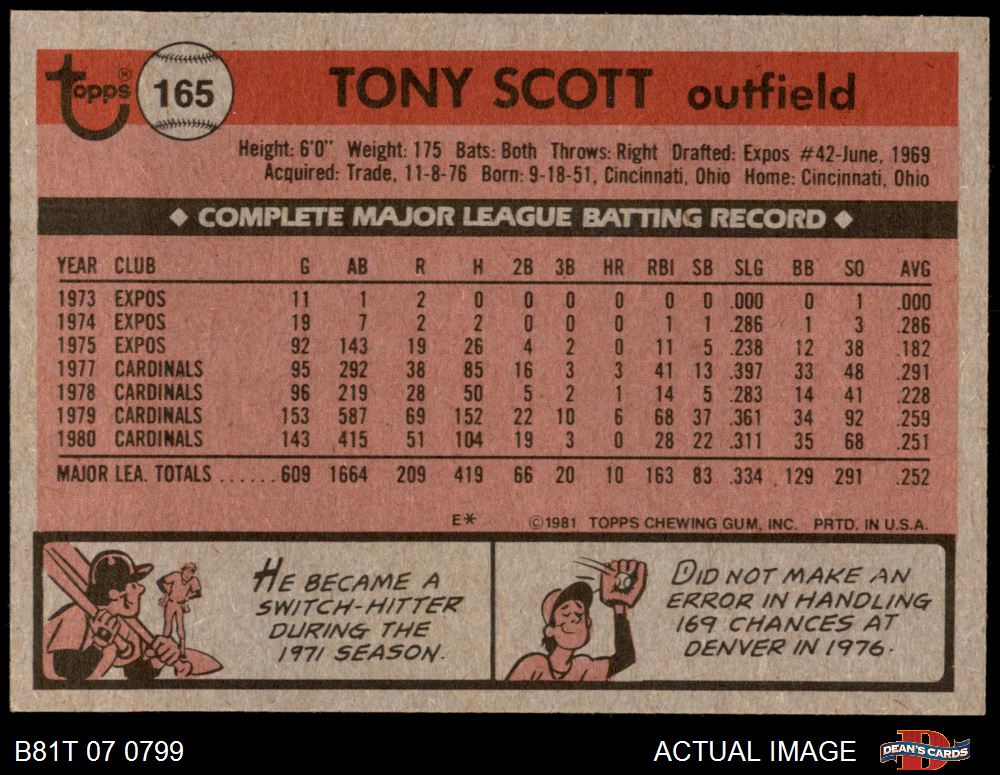 topps®
165
TONY SCOTT outfield
Height: 6'0" Weight: 175 Bats: Both Throws: Right Drafted: Expos #42-June, 1969
Acquired: Trade, 11-8-76 Born: 9-18-51, Cincinnati, Ohio Home: Cincinnati, Ohio
◆ COMPLETE MAJOR LEAGUE BATTING RECORD ◆
YEAR CLUB G AB R H 2B 3B HR RBI SB SLG BB SO AVG
1973 EXPOS 11 1 2 0 0 0 0 0 0 .000 0 1 .000
1974 EXPOS 19 7 2 2 0 0 0 1 1 .286 1 3 .286
1975 EXPOS 92 143 19 26 4 2 0 11 5 .238 12 38 .182
1977 CARDINALS 95 292 38 85 16 3 3 41 13 .397 33 48 .291
1978 CARDINALS 96 219 28 50 5 2 1 14 5 .283 14 41 .228
1979 CARDINALS 153 587 69 152 22 10 6 68 37 .361 34 92 .259
1980 CARDINALS 143 415 51 104 19 3 0 28 22 .311 35 68 .251
MAJOR LEA. TOTALS ...... 609 1664 209 419 66 20 10 163 83 .334 129 291 .252
E* ©1981 TOPPS CHEWING GUM, INC. PRTD. IN U.S.A.
HE BECAME A
SWITCH-HITTER
DURING THE
1971 SEASON.
DID NOT MAKE AN
ERROR IN HANDLING
169 CHANCES AT
DENVER IN 1976.
B81T 07 0799
ACTUAL IMAGE
DEAN'S CARDS